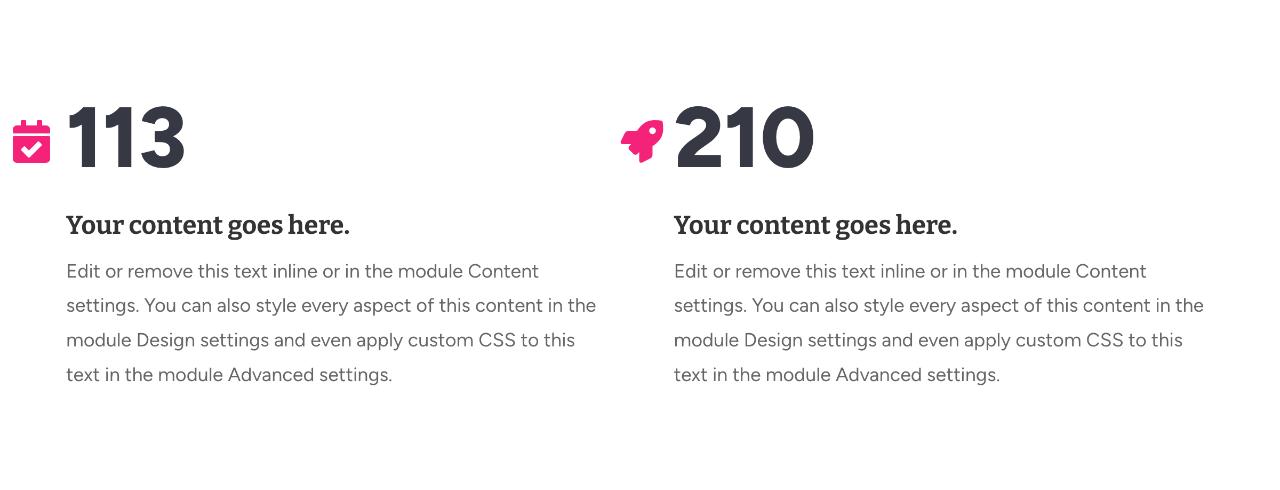 113
Your content goes here.
Edit or remove this text inline or in the module Content
settings. You can also style every aspect of this content in the
module Design settings and even apply custom CSS to this
text in the module Advanced settings.
210
Your content goes here.
Edit or remove this text inline or in the module Content
settings. You can also style every aspect of this content in the
module Design settings and even apply custom CSS to this
text in the module Advanced settings.